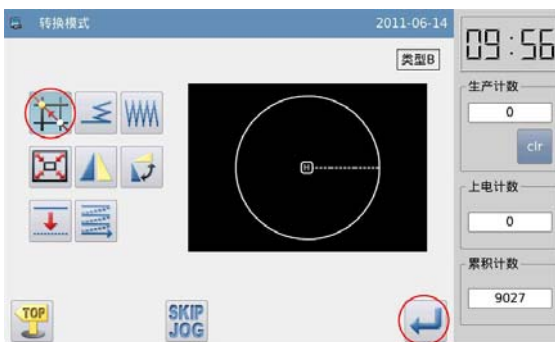 转换模式 2011-06-14
类型B
09:56
生产计数
0
clr
上电计数
0
累积计数
9027
H
TOP
SKIP
JOG